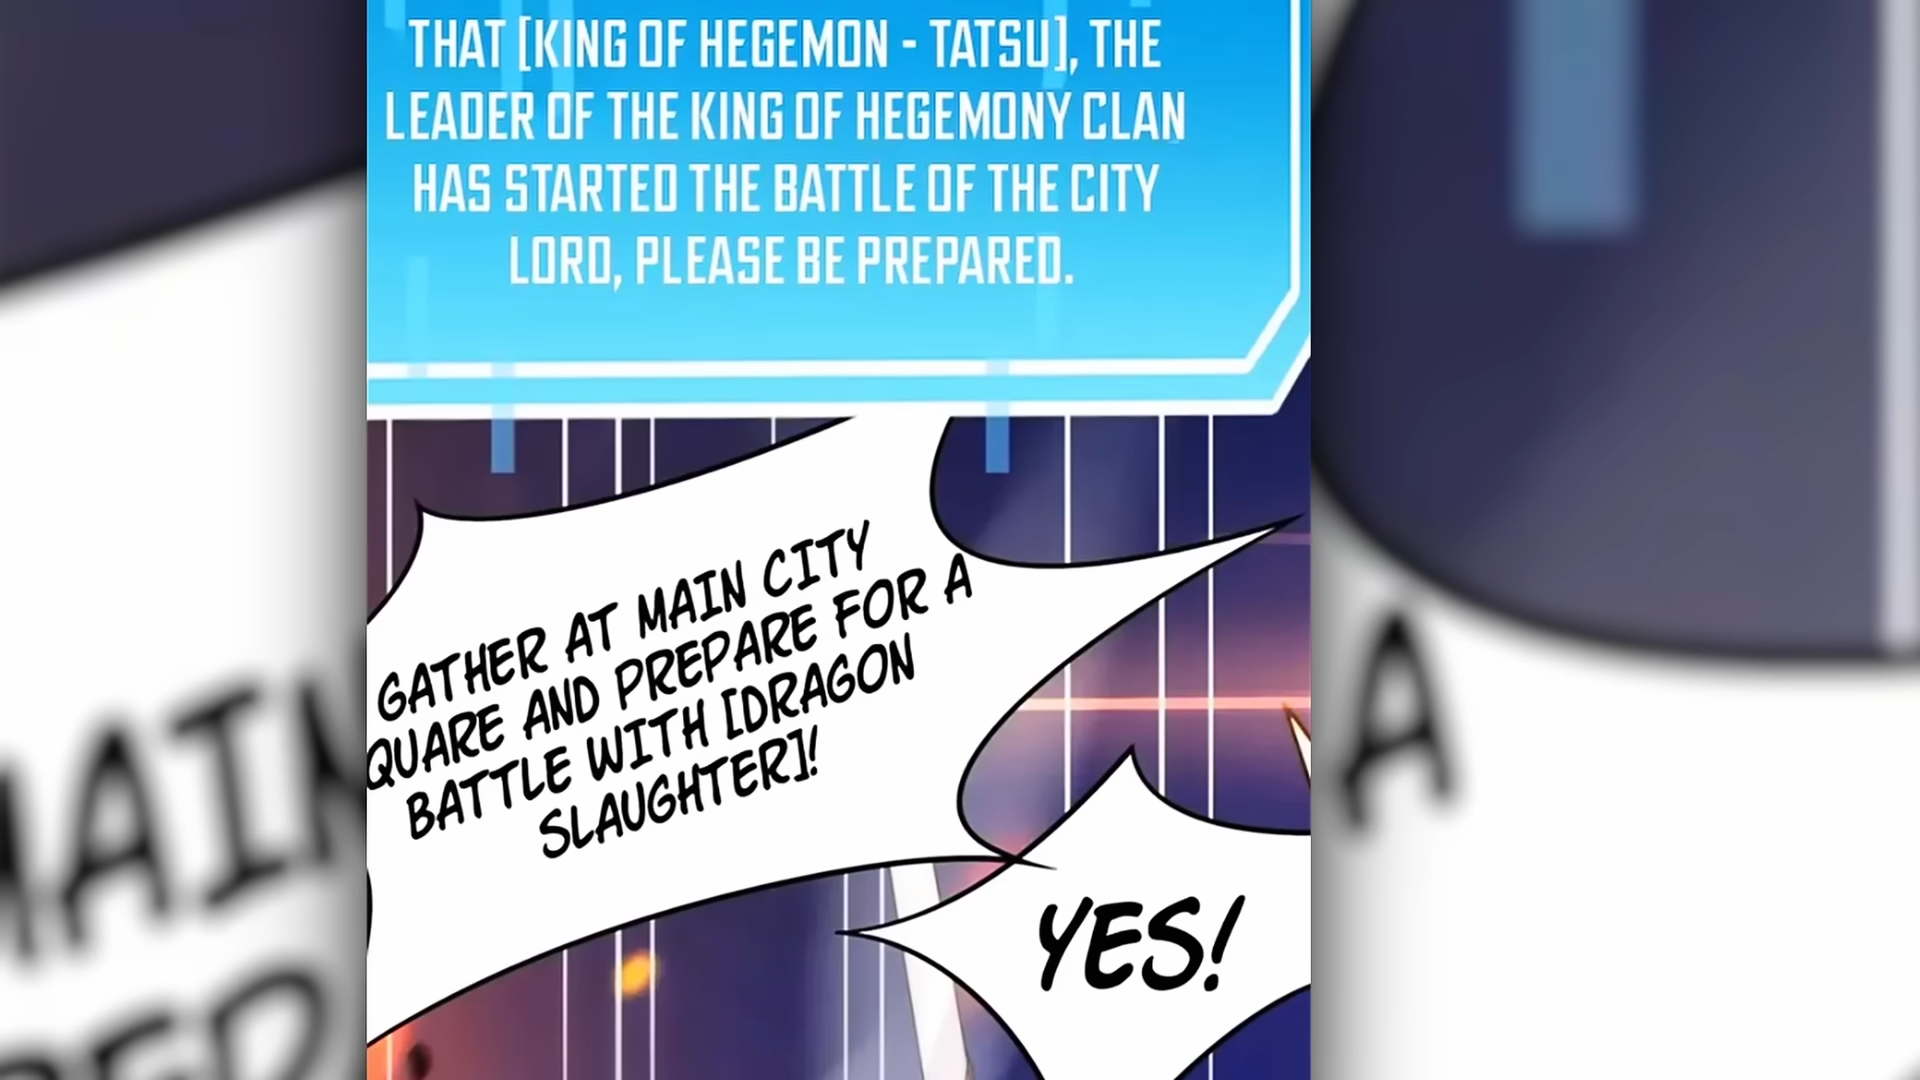 THAT [KING OF HEGEMON - TATSU], THE
LEADER OF THE KING OF HEGEMONY CLAN
HAS STARTED THE BATTLE OF THE CITY
LORD, PLEASE BE PREPARED.
GATHER AT MAIN CITY
QUARE AND PREPARE FOR A
BATTLE WITH [DRAGON
SLAUGHTER]!
YES!
MAIN
A